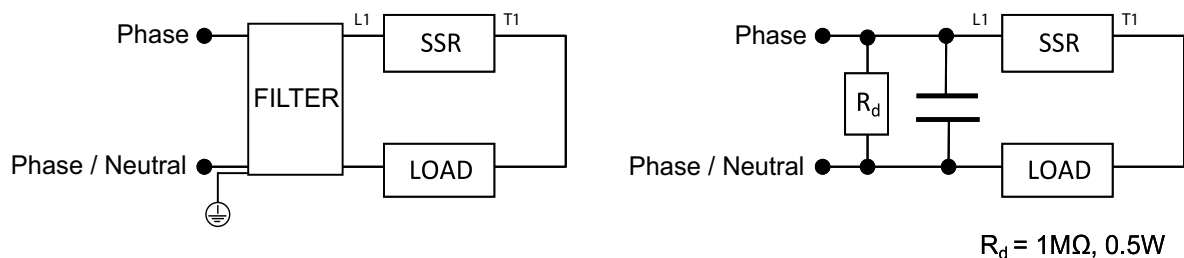 Phase
FILTER
L1
SSR
T1
Phase / Neutral
LOAD
Phase
L1
SSR
T1
Rd
Phase / Neutral
LOAD
Rd = 1MΩ, 0.5W